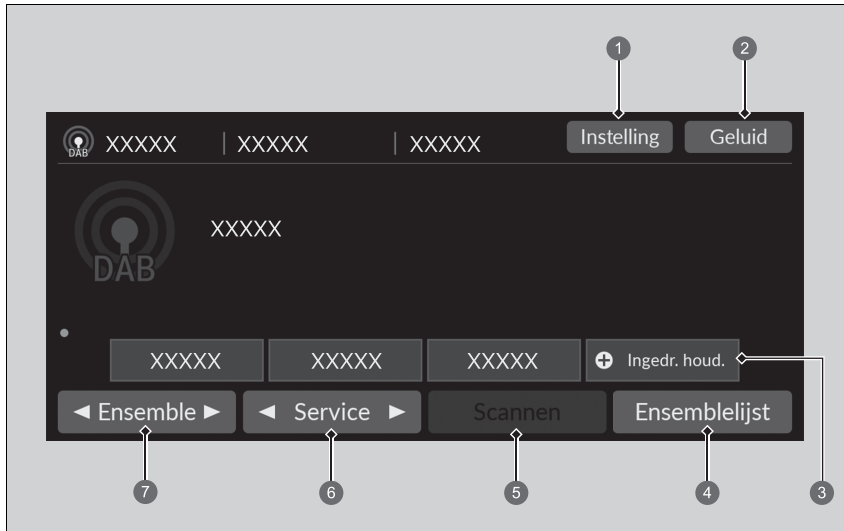 1 2
DAB XXXXX | XXXXX | XXXXX Instelling Geluid
XXXXX
DAB
XXXXX XXXXX XXXXX Ingedr. houd.
◄ Ensemble ► ◄ Service ► Scannen Ensemblelijst
7 6 5 4 3